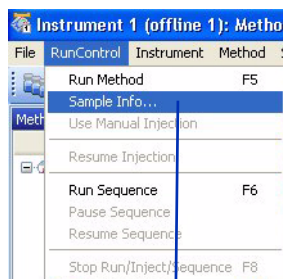 Instrument 1 (offline 1): Metho
File RunControl Instrument Method
Run Method F5
Sample Info...
Use Manual Injection
Meth
Resume Injection
Run Sequence F6
Pause Sequence
Resume Sequence
Stop Run/Inject/Sequence F8